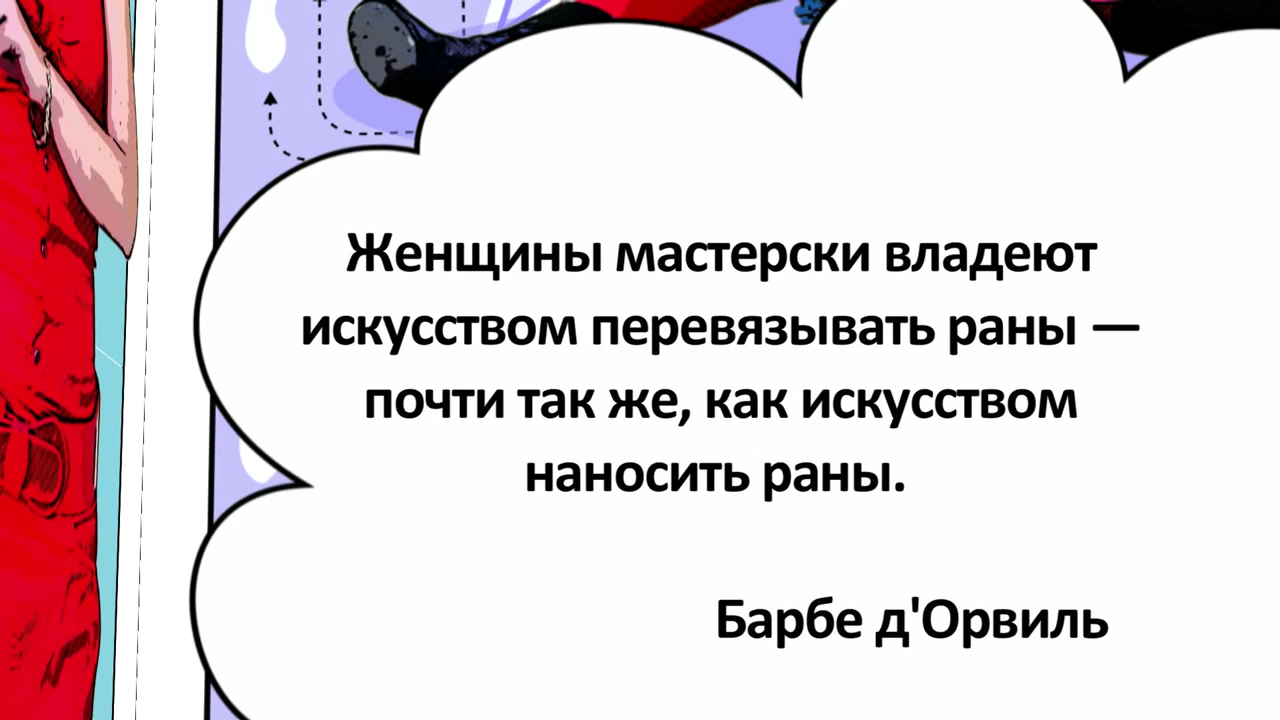 Женщины мастерски владеют
искусством перевязывать раны —
почти так же, как искусством
наносить раны.
Барбе д'Орвиль